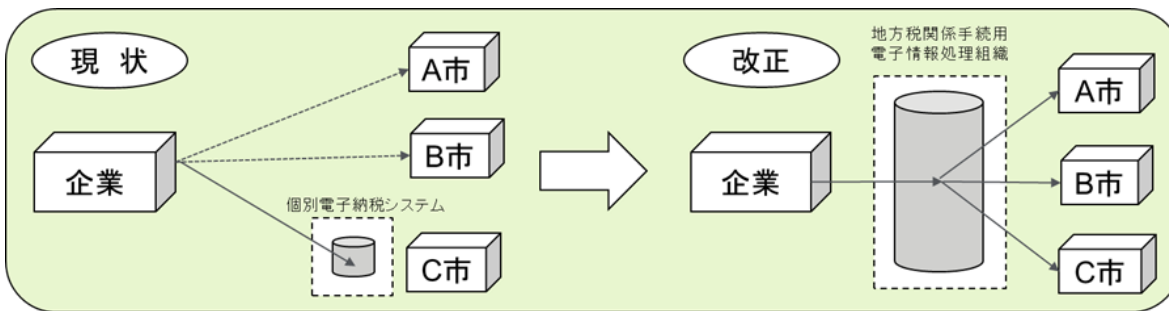 現 状
A市
B市
企業
個別電子納税システム
C市
改正
地方税関係手続用
電子情報処理組織
企業
A市
B市
C市